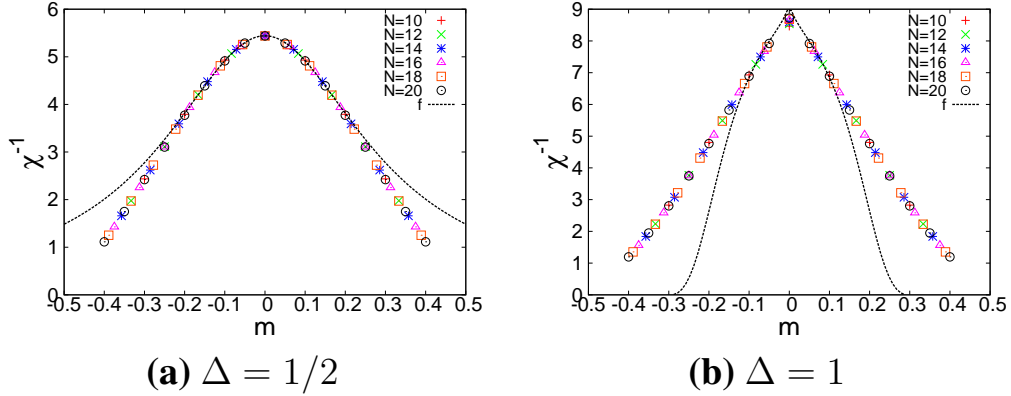 6
5
4
3
2
1
0
χ⁻¹
-0.5 -0.4 -0.3 -0.2 -0.1 0 0.1 0.2 0.3 0.4 0.5
m
N=10
N=12
N=14
N=16
N=18
N=20
f
(a) Δ = 1/2
9
8
7
6
5
4
3
2
1
0
χ⁻¹
-0.5 -0.4 -0.3 -0.2 -0.1 0 0.1 0.2 0.3 0.4 0.5
m
N=10
N=12
N=14
N=16
N=18
N=20
f
(b) Δ = 1